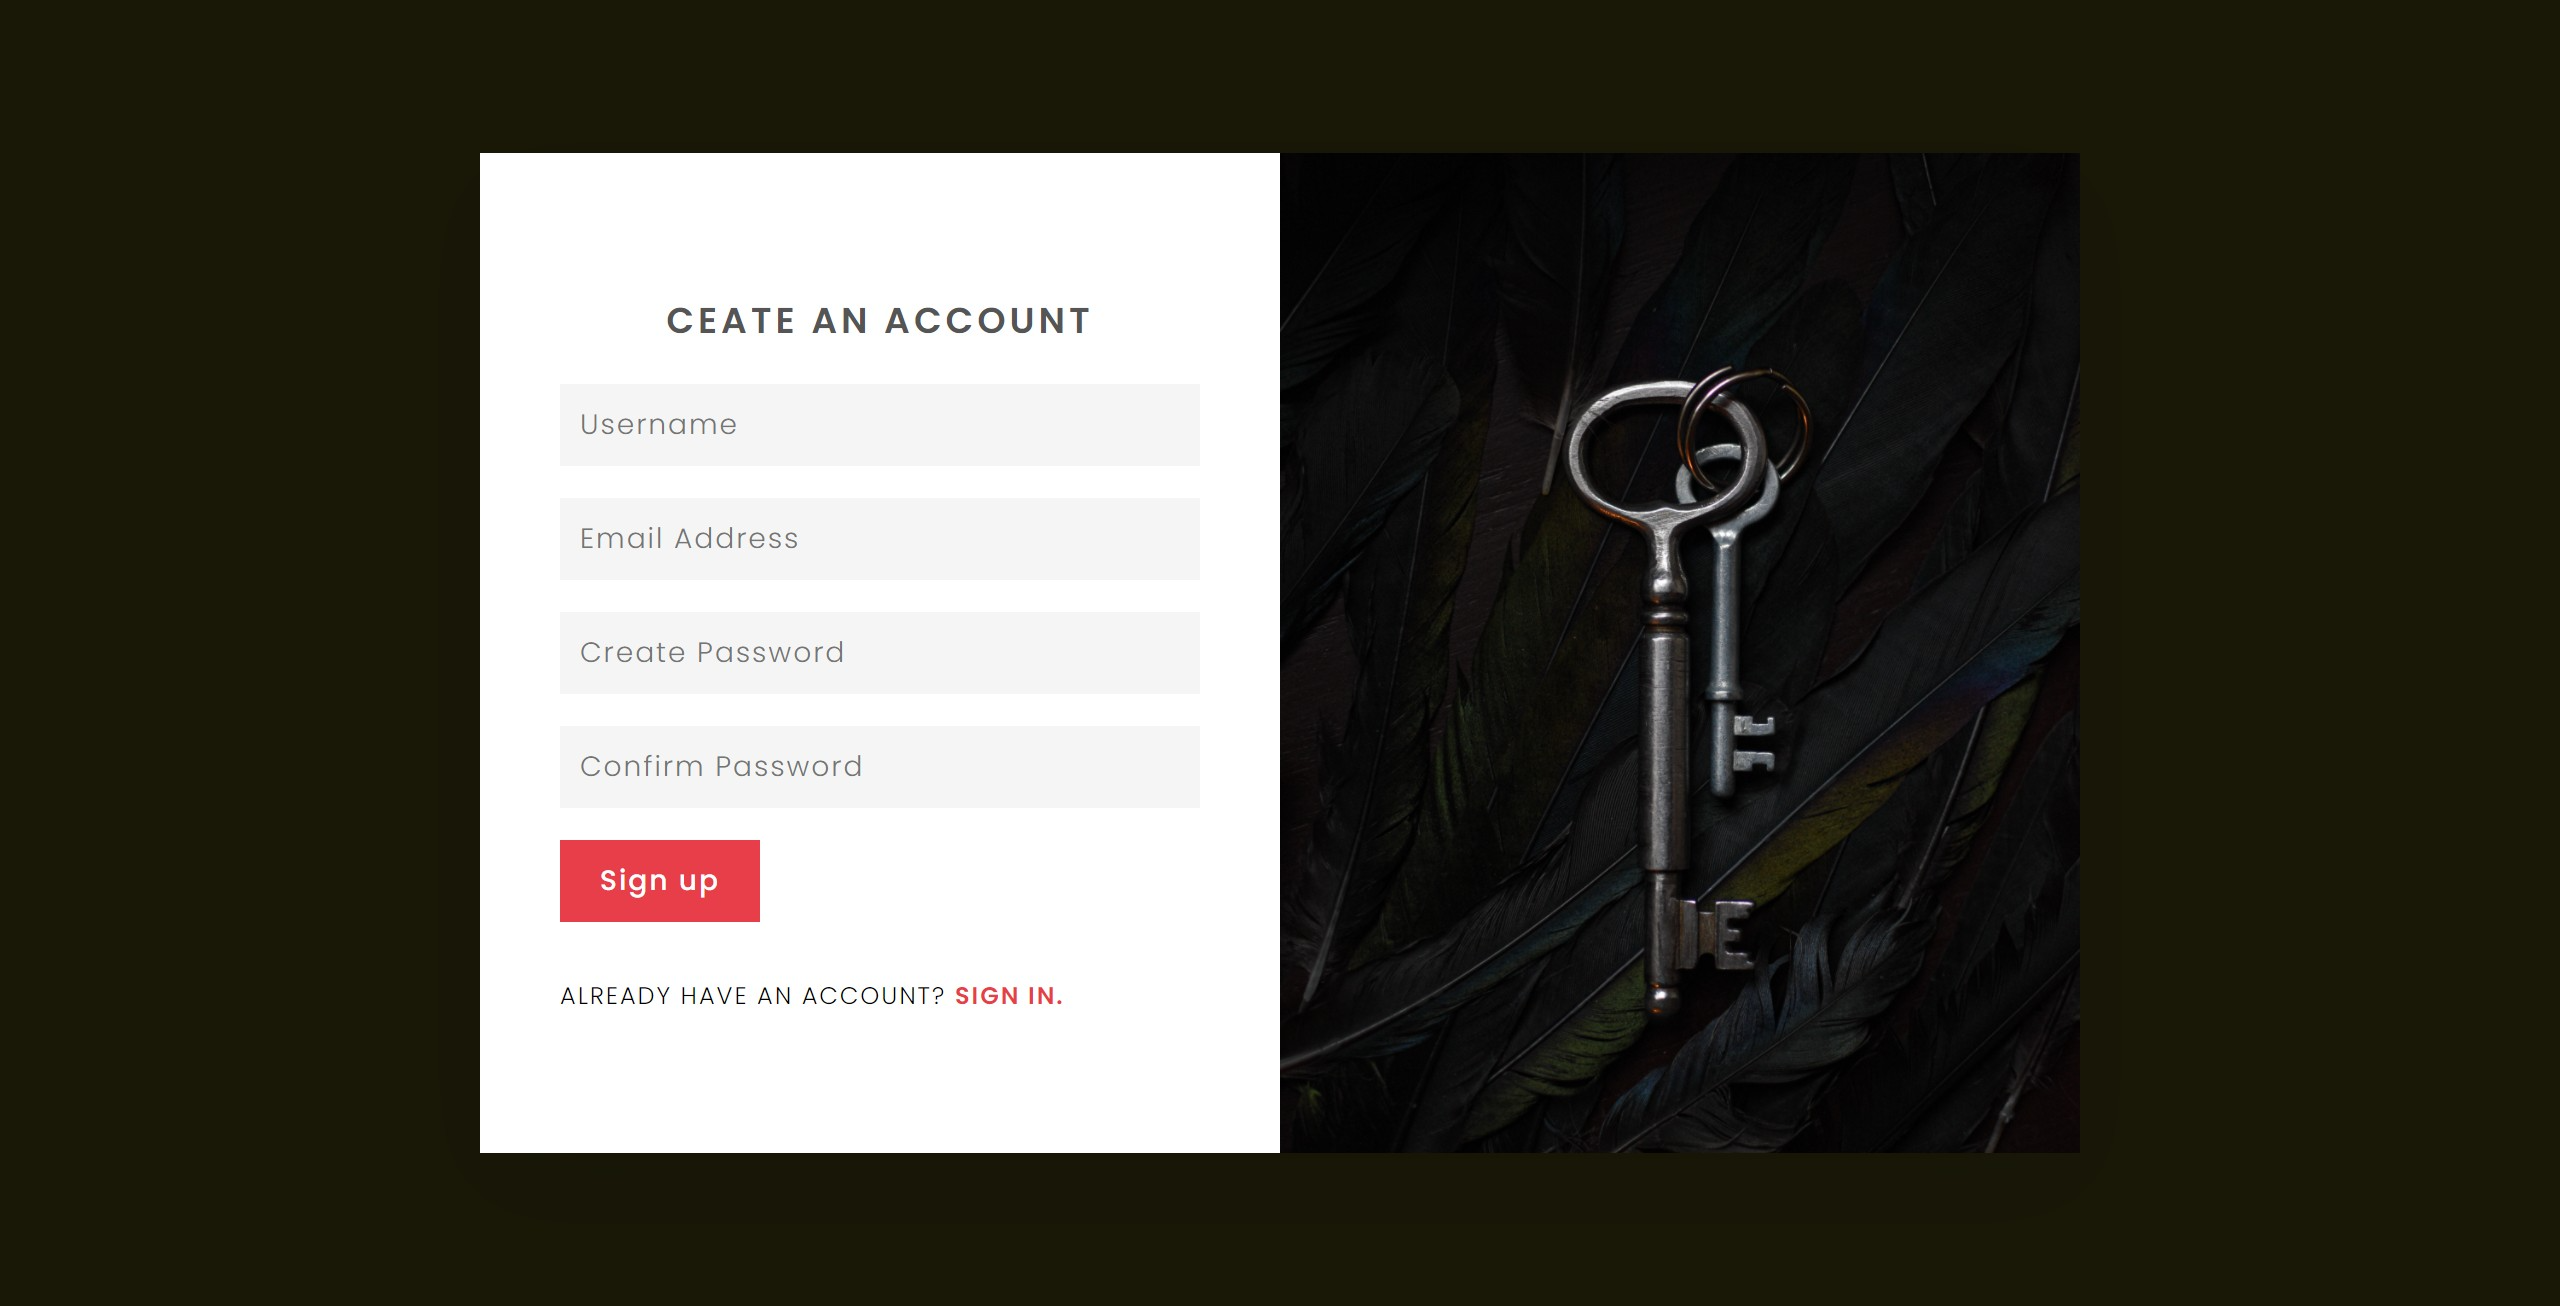 CEATE AN ACCOUNT
Username
Email Address
Create Password
Confirm Password
Sign up
ALREADY HAVE AN ACCOUNT? SIGN IN.